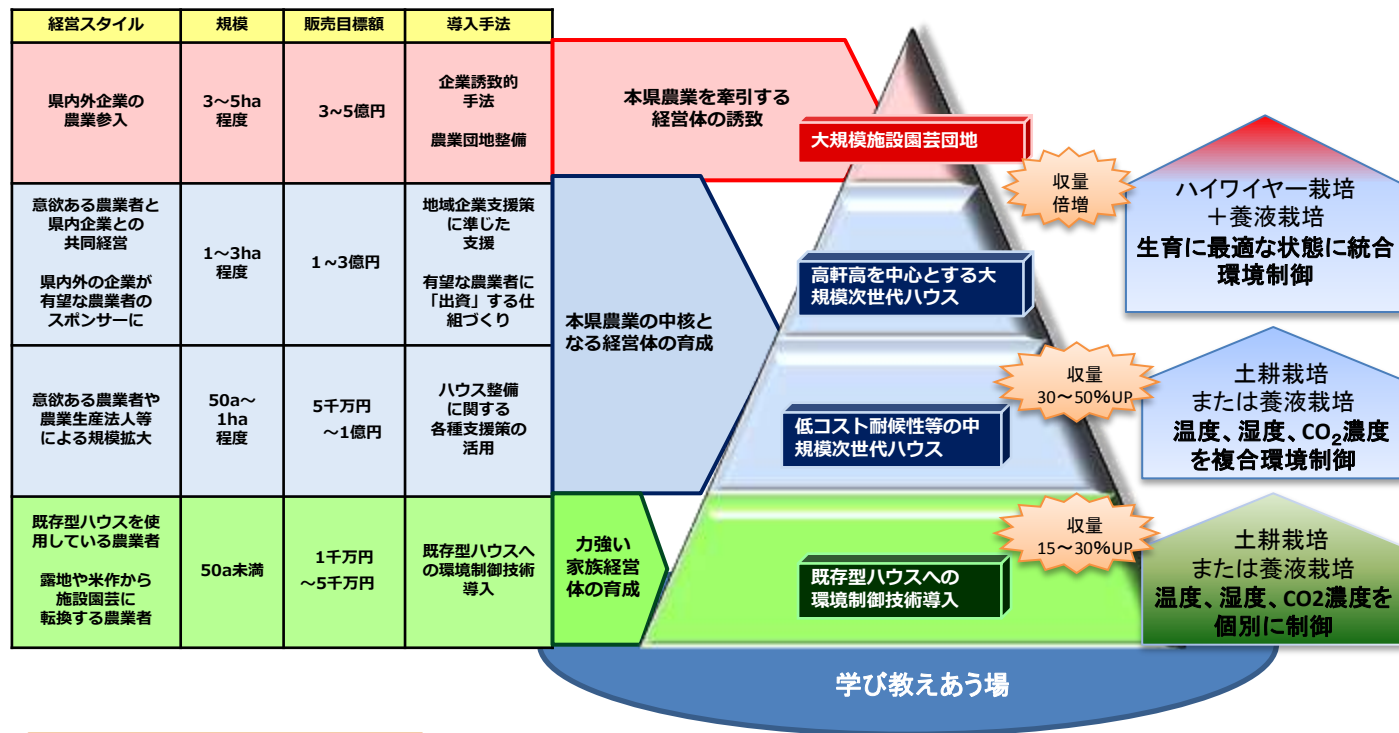 経営スタイル
規模
販売目標額
導入手法
県内外企業の
農業参入
3～5ha
程度
3~5億円
企業誘致的
手法
農業団地整備
意欲ある農業者と
県内企業との
共同経営
県内外の企業が
有望な農業者の
スポンサーに
1～3ha
程度
1~3億円
地域企業支援策
に準じた
支援
有望な農業者に
「出資」する仕
組づくり
意欲ある農業者や
農業生産法人等
による規模拡大
50a～
1ha
程度
5千万円
～1億円
ハウス整備
に関する
各種支援策の
活用
既存型ハウスを使
用している農業者
露地や米作から
施設園芸に
転換する農業者
50a未満
1千万円
～5千万円
既存型ハウスへ
の環境制御技術
導入
本県農業を牽引する
経営体の誘致
本県農業の中核と
なる経営体の育成
力強い
家族経営
体の育成
大規模施設園芸団地
高軒高を中心とする大
規模次世代ハウス
低コスト耐候性等の中
規模次世代ハウス
既存型ハウスへの
環境制御技術導入
収量
倍増
収量
30～50%UP
収量
15～30%UP
ハイワイヤー栽培
＋養液栽培
生育に最適な状態に統合
環境制御
土耕栽培
または養液栽培
温度、湿度、CO₂濃度
を複合環境制御
土耕栽培
または養液栽培
温度、湿度、CO2濃度を
個別に制御
学び教えあう場